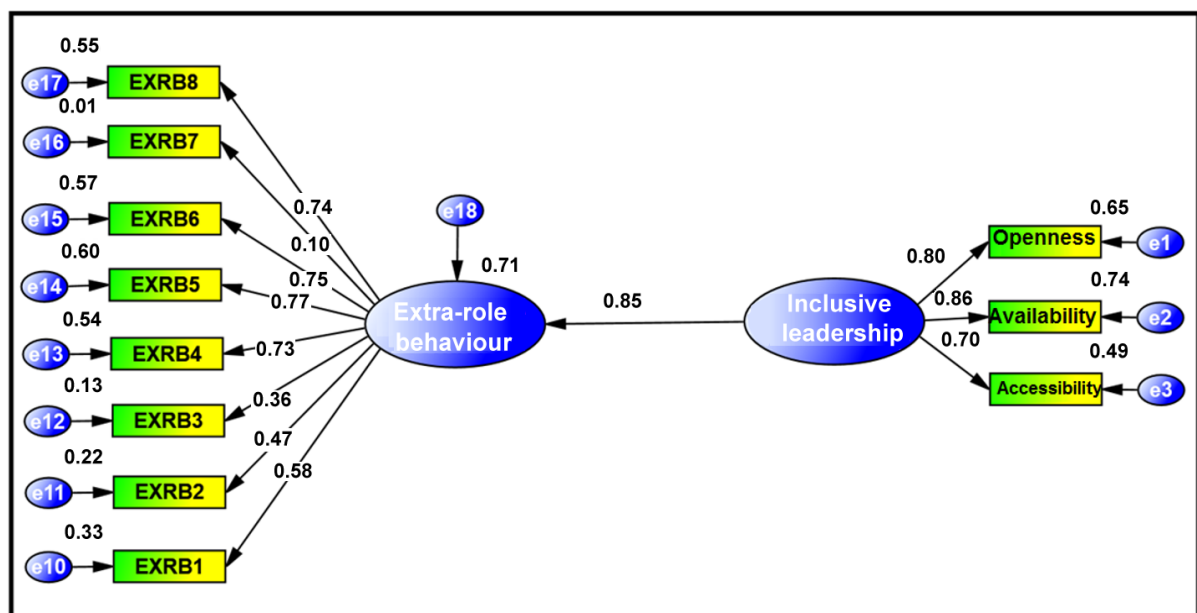 0.55
e17
EXRB8
0.01
e16
EXRB7
0.57
e15
EXRB6
0.60
e14
EXRB5
0.54
e13
EXRB4
0.13
e12
EXRB3
0.22
e11
EXRB2
0.33
e10
EXRB1
0.74
0.10
0.75
0.77
0.73
0.36
0.47
0.58
e18
0.71
Extra-role
behaviour
0.85
Inclusive
leadership
0.80
0.86
0.70
0.65
Openness
e1
0.74
Availability
e2
0.49
Accessibility
e3